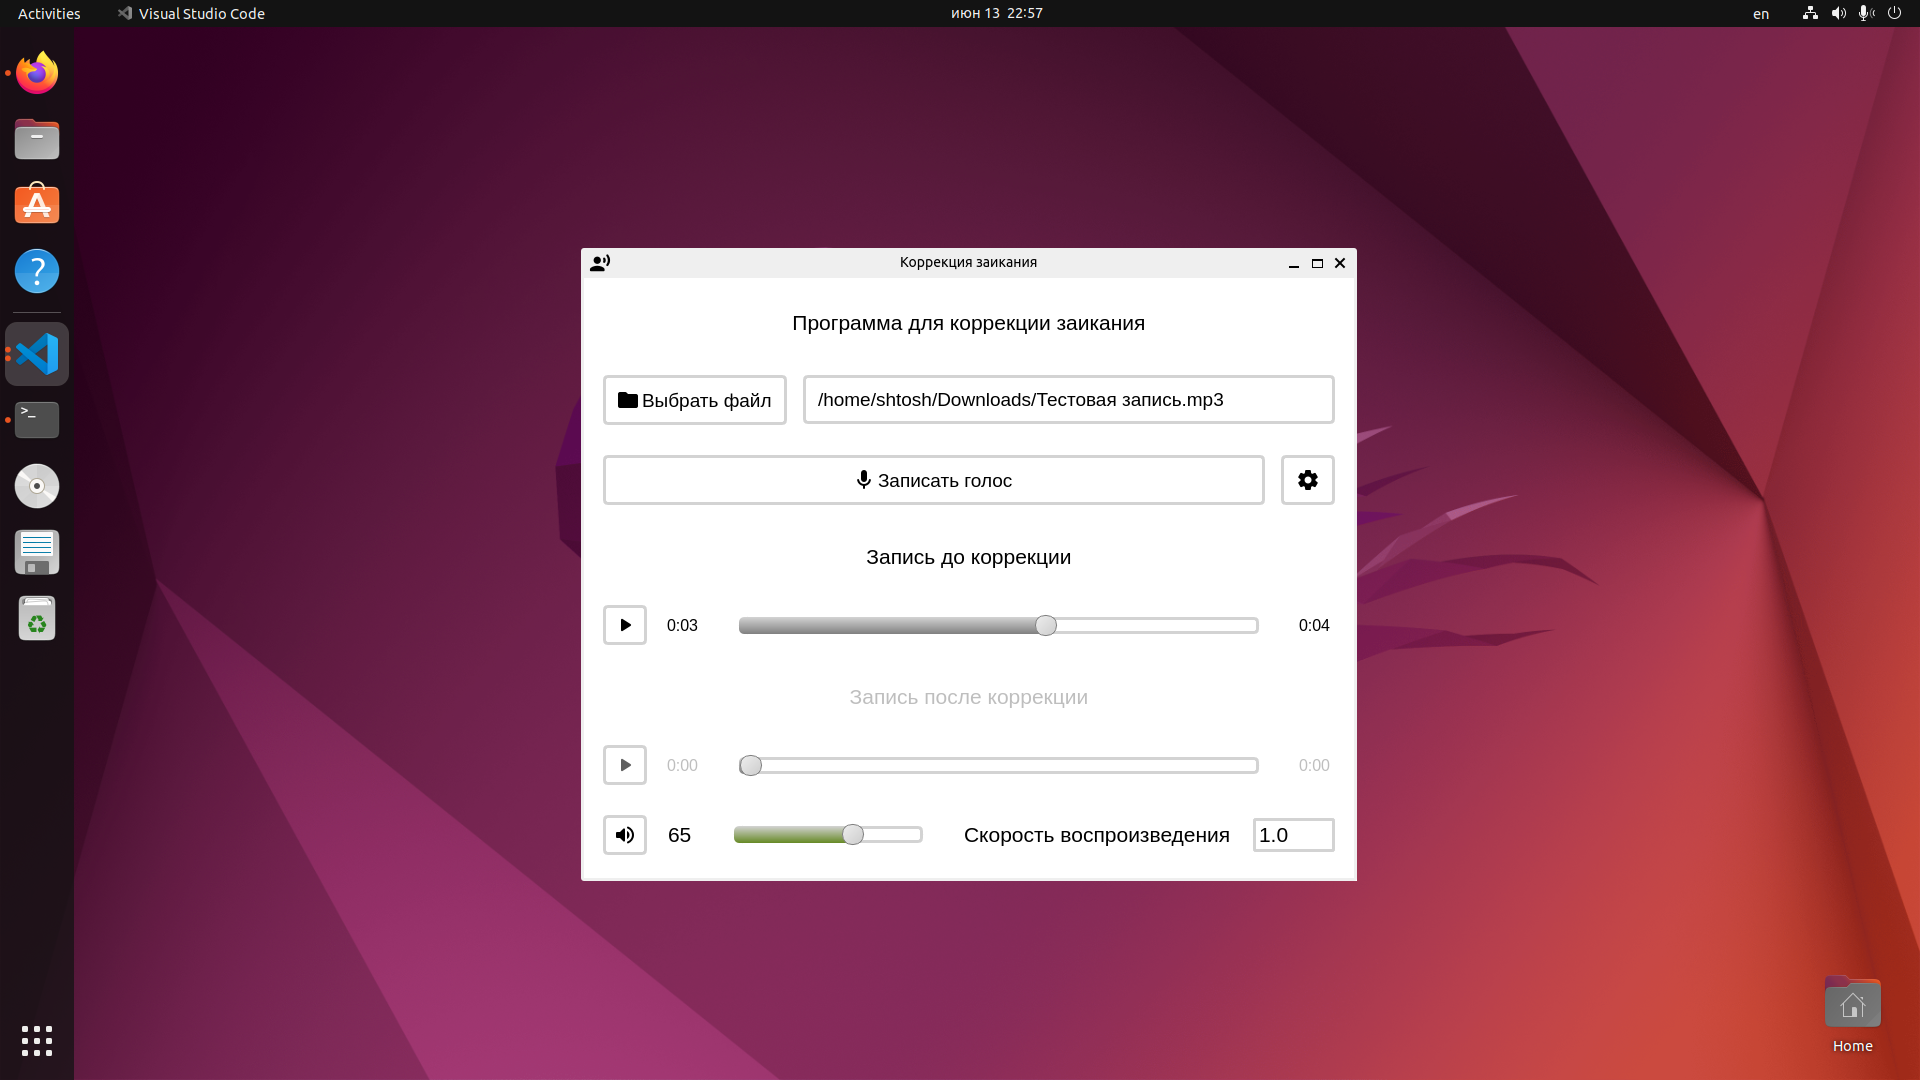 Activities
Visual Studio Code
июн 13 22:57
en
Коррекция заикания
Программа для коррекции заикания
Выбрать файл
/home/shtosh/Downloads/Тестовая запись.mp3
Записать голос
Запись до коррекции
0:03
0:04
Запись после коррекции
0:00
0:00
65
Скорость воспроизведения
1.0
Home